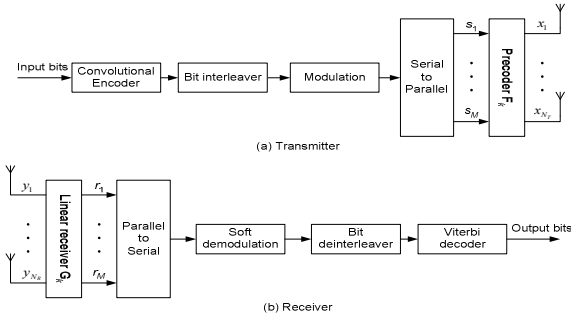 Input bits
Convolutional
Encoder
Bit interleaver
Modulation
Serial
to
Parallel
s1
sM
Precoder Fk
x1
xNT
(a) Transmitter
y1
yNR
Linear receiver Gk
r1
rM
Parallel
to
Serial
Soft
demodulation
Bit
deinterleaver
Viterbi
decoder
Output bits
(b) Receiver